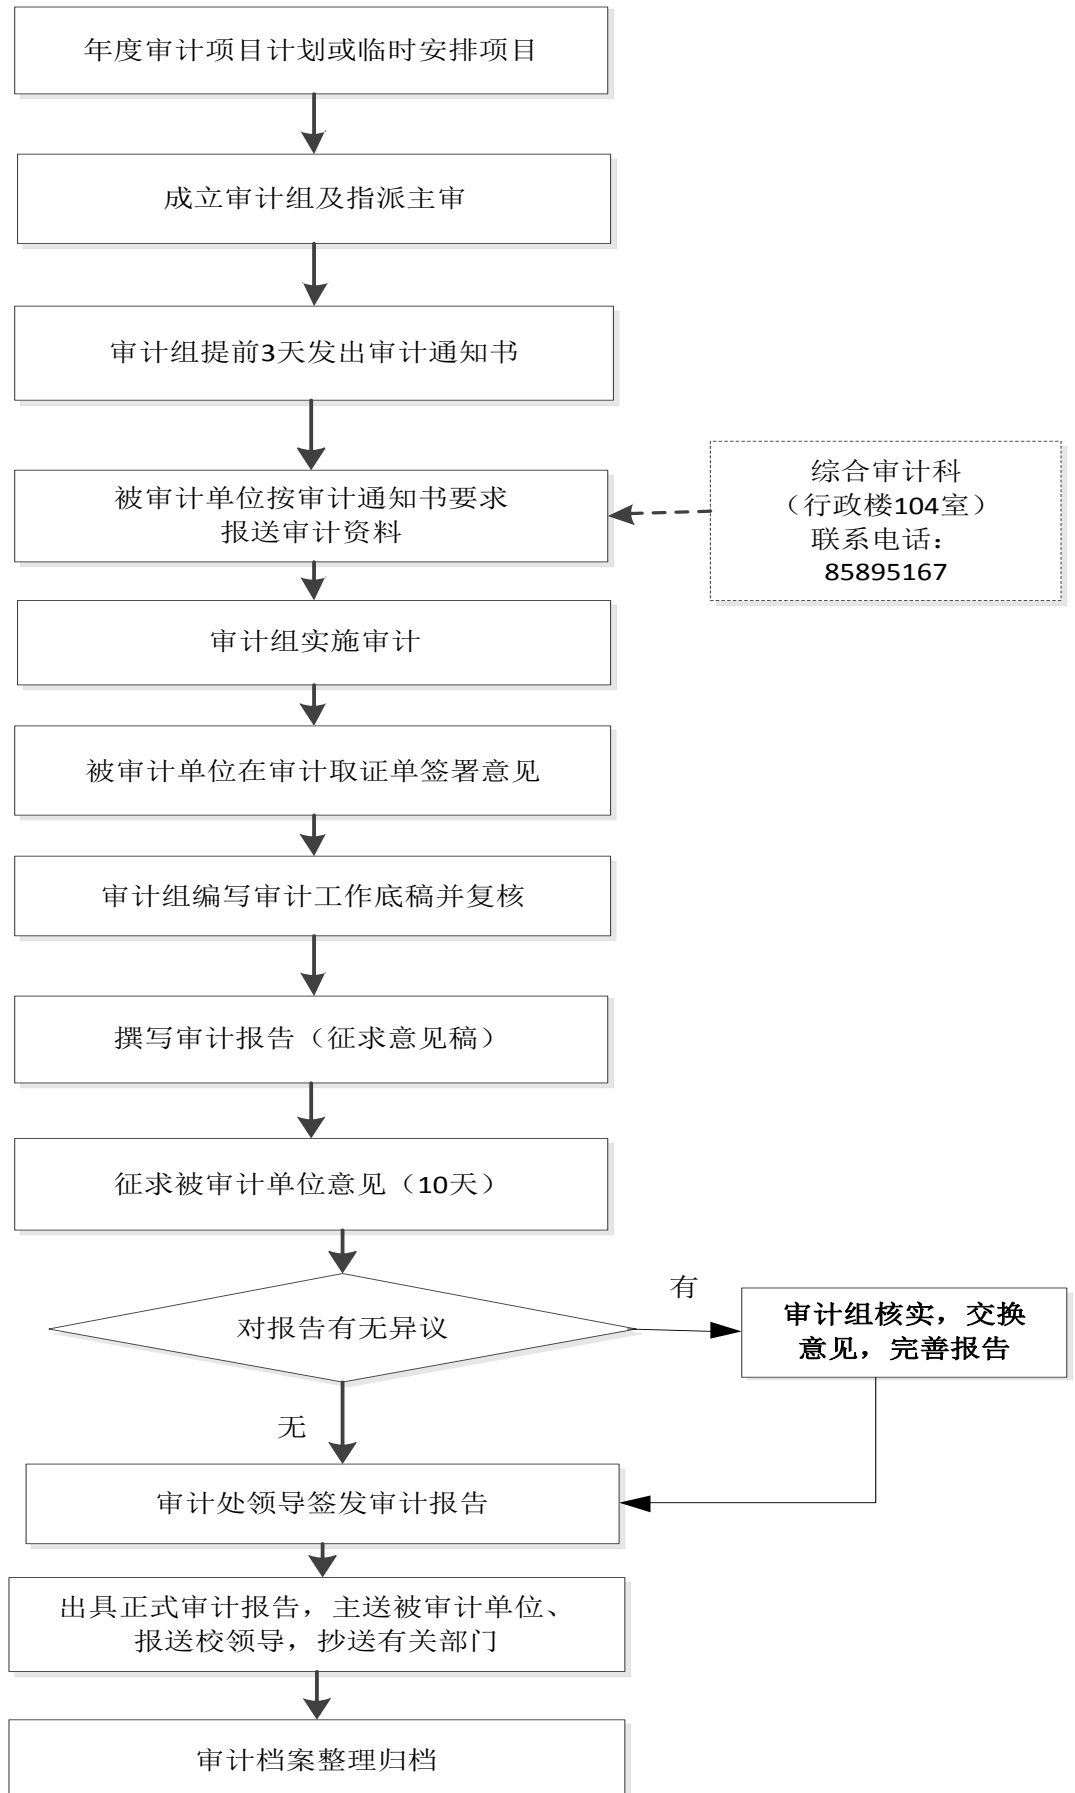 年度审计项目计划或临时安排项目
成立审计组及指派主审
审计组提前3天发出审计通知书
被审计单位按审计通知书要求
报送审计资料
综合审计科
（行政楼104室）
联系电话：
85895167
审计组实施审计
被审计单位在审计取证单签署意见
审计组编写审计工作底稿并复核
撰写审计报告（征求意见稿）
征求被审计单位意见（10天）
对报告有无异议
有
审计组核实，交换
意见，完善报告
无
审计处领导签发审计报告
出具正式审计报告，主送被审计单位、
报送校领导，抄送有关部门
审计档案整理归档